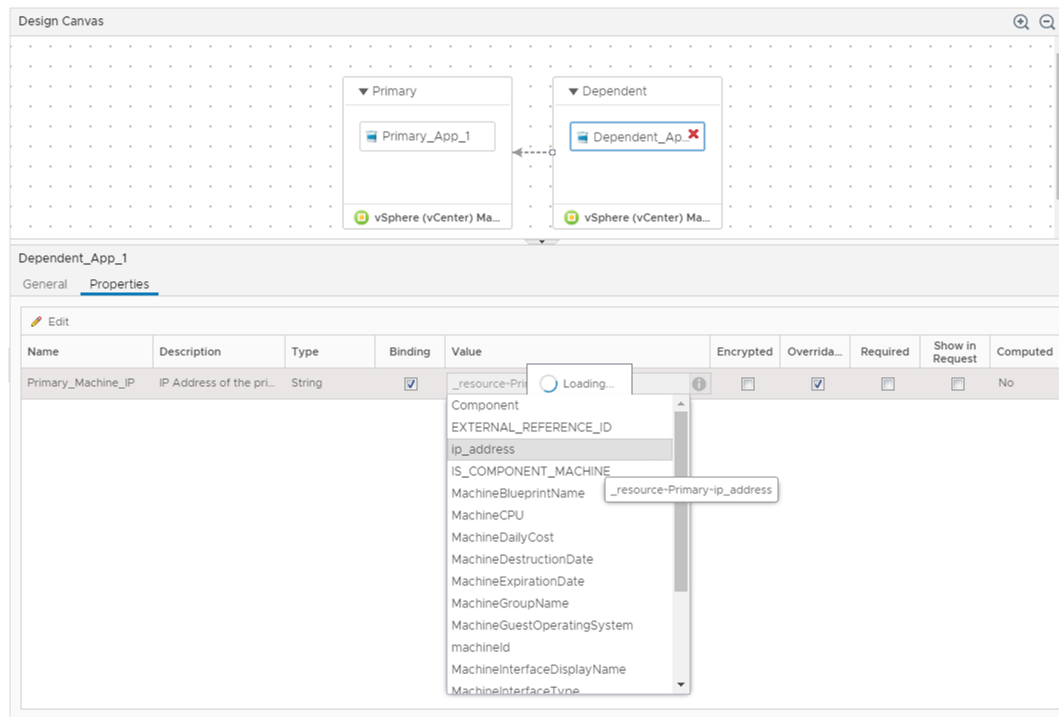 Design Canvas
Primary
Dependent
Primary_App_1
Dependent_Ap...
vSphere (vCenter) Ma...
vSphere (vCenter) Ma...
Dependent_App_1
General
Properties
Edit
Name
Description
Type
Binding
Value
Encrypted
Overrida...
Required
Show in
Request
Computed
Primary_Machine_IP
IP Address of the pri...
String
_resource~Pri
Loading...
No
Component
EXTERNAL_REFERENCE_ID
ip_address
IS_COMPONENT_MACHINE
_resource~Primary~ip_address
MachineBlueprintName
MachineCPU
MachineDailyCost
MachineDestructionDate
MachineExpirationDate
MachineGroupName
MachineGuestOperatingSystem
machineId
MachineInterfaceDisplayName
MachineInterfaceType